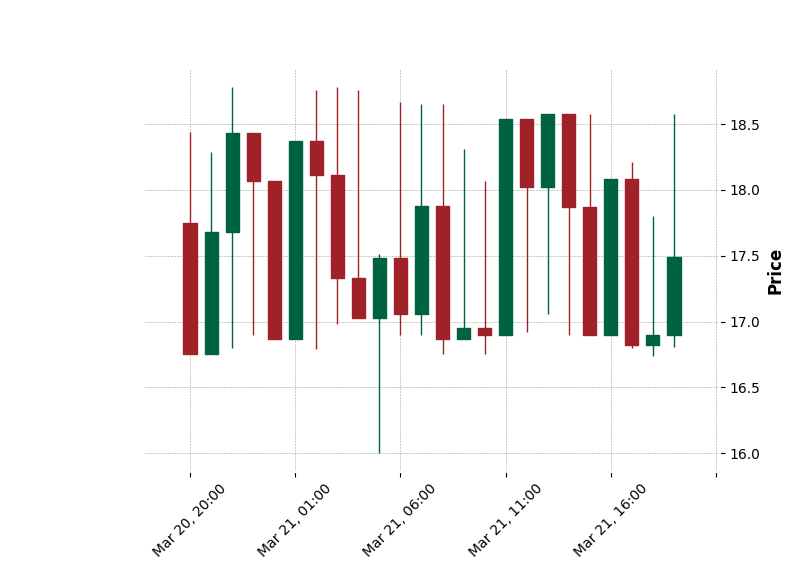 18.5
18.0
17.5
17.0
16.5
16.0
Price
Mar 20, 20:00
Mar 21, 01:00
Mar 21, 06:00
Mar 21, 11:00
Mar 21, 16:00